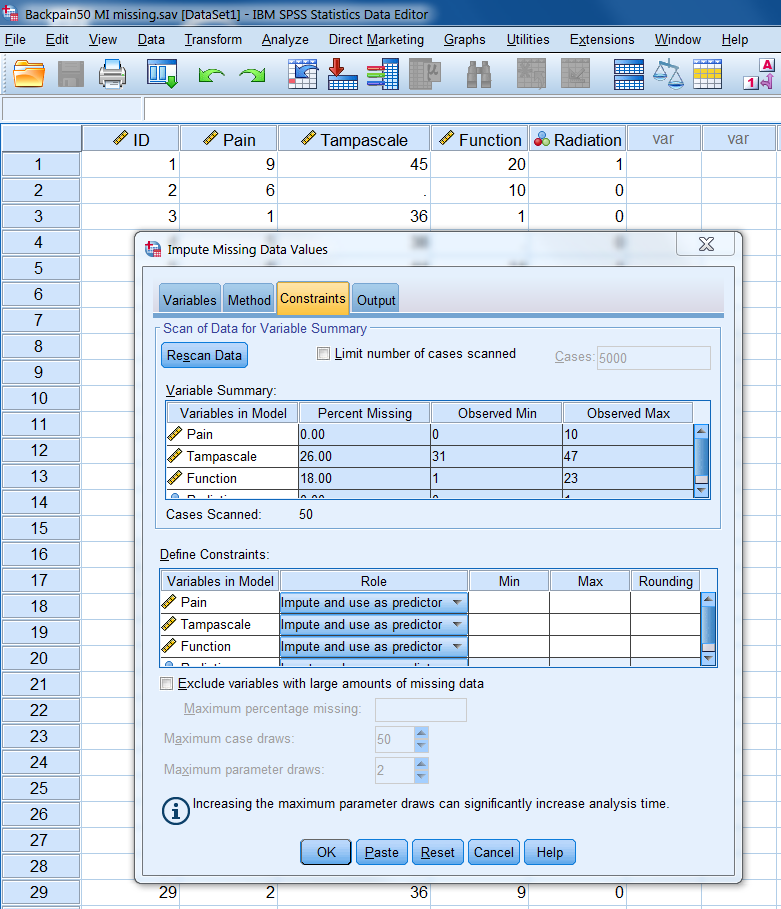 Backpain50 MI missing.sav [DataSet1] - IBM SPSS Statistics Data Editor
File Edit View Data Transform Analyze Direct Marketing Graphs Utilities Extensions Window Help
ID Pain Tampascale Function Radiation var var
1 1 9 45 20 1
2 2 6 . 10 0
3 3 1 36 1 0
4
Impute Missing Data Values
5
6
Variables Method Constraints Output
7
Scan of Data for Variable Summary
8
Rescan Data Limit number of cases scanned Cases: 5000
9
Variable Summary:
10
Variables in Model Percent Missing Observed Min Observed Max
11
Pain 0.00 0 10
12
Tampascale 26.00 31 47
13
Function 18.00 1 23
14
Cases Scanned: 50
15
16
Define Constraints:
17
Variables in Model Role Min Max Rounding
18
Pain Impute and use as predictor
19
Tampascale Impute and use as predictor
20
Function Impute and use as predictor
21
Exclude variables with large amounts of missing data
22
Maximum percentage missing:
23
Maximum case draws: 50
24
Maximum parameter draws: 2
25
Increasing the maximum parameter draws can significantly increase analysis time.
26
27
OK Paste Reset Cancel Help
28
29 29 2 36 9 0